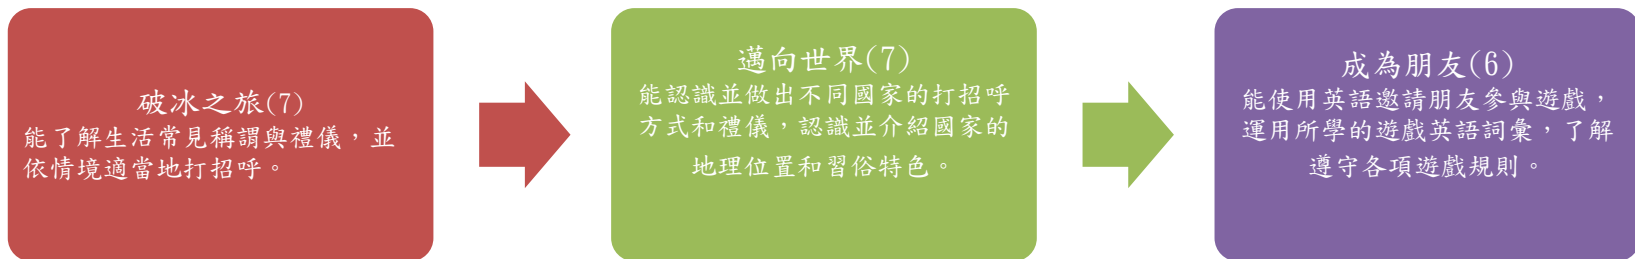 破冰之旅(7)
能了解生活常見稱謂與禮儀，並
依情境適當地打招呼。
邁向世界(7)
能認識並做出不同國家的打招呼
方式和禮儀，認識並介紹國家的
地理位置和習俗特色。
成為朋友(6)
能使用英語邀請朋友參與遊戲，
運用所學的遊戲英語詞彙，了解
遵守各項遊戲規則。